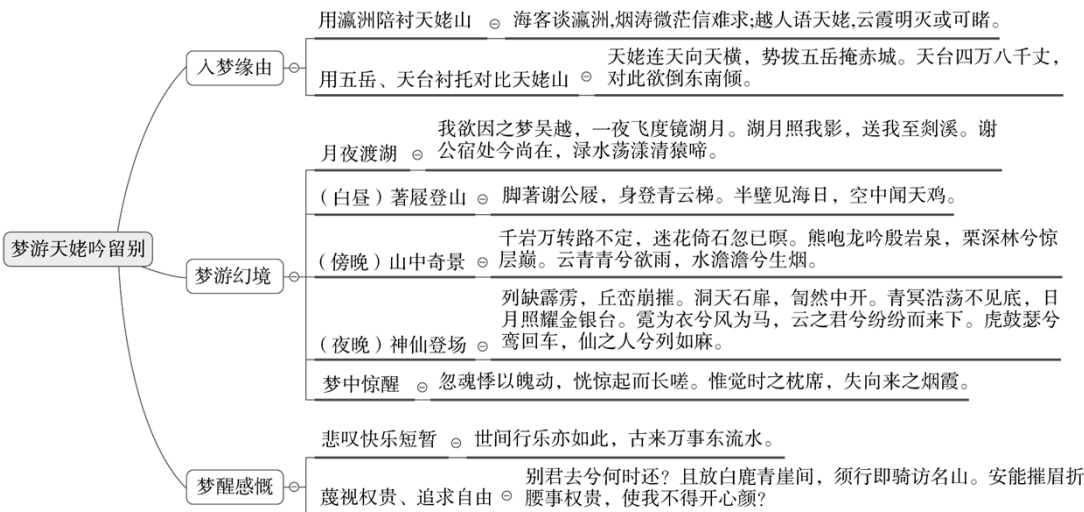 梦游天姥吟留别
入梦缘由
用瀛洲陪衬天姥山
海客谈瀛洲,烟涛微茫信难求;越人语天姥,云霞明灭或可睹。
用五岳、天台衬托对比天姥山
天姥连天向天横，势拔五岳掩赤城。天台四万八千丈，
对此欲倒东南倾。
梦游幻境
月夜渡湖
我欲因之梦吴越，一夜飞度镜湖月。湖月照我影，送我至剡溪。谢
公宿处今尚在，渌水荡漾清猿啼。
（白昼）著屐登山
脚著谢公屐，身登青云梯。半壁见海日，空中闻天鸡。
（傍晚）山中奇景
千岩万转路不定，迷花倚石忽已暝。熊咆龙吟殷岩泉，栗深林兮惊
层巅。云青青兮欲雨，水澹澹兮生烟。
（夜晚）神仙登场
列缺霹雳，丘峦崩摧。洞天石扉，訇然中开。青冥浩荡不见底，日
月照耀金银台。霓为衣兮风为马，云之君兮纷纷而来下。虎鼓瑟兮
鸾回车，仙之人兮列如麻。
梦中惊醒
忽魂悸以魄动，恍惊起而长嗟。惟觉时之枕席，失向来之烟霞。
梦醒感慨
悲叹快乐短暂
世间行乐亦如此，古来万事东流水。
蔑视权贵、追求自由
别君去兮何时还？且放白鹿青崖间，须行即骑访名山。安能摧眉折
腰事权贵，使我不得开心颜？